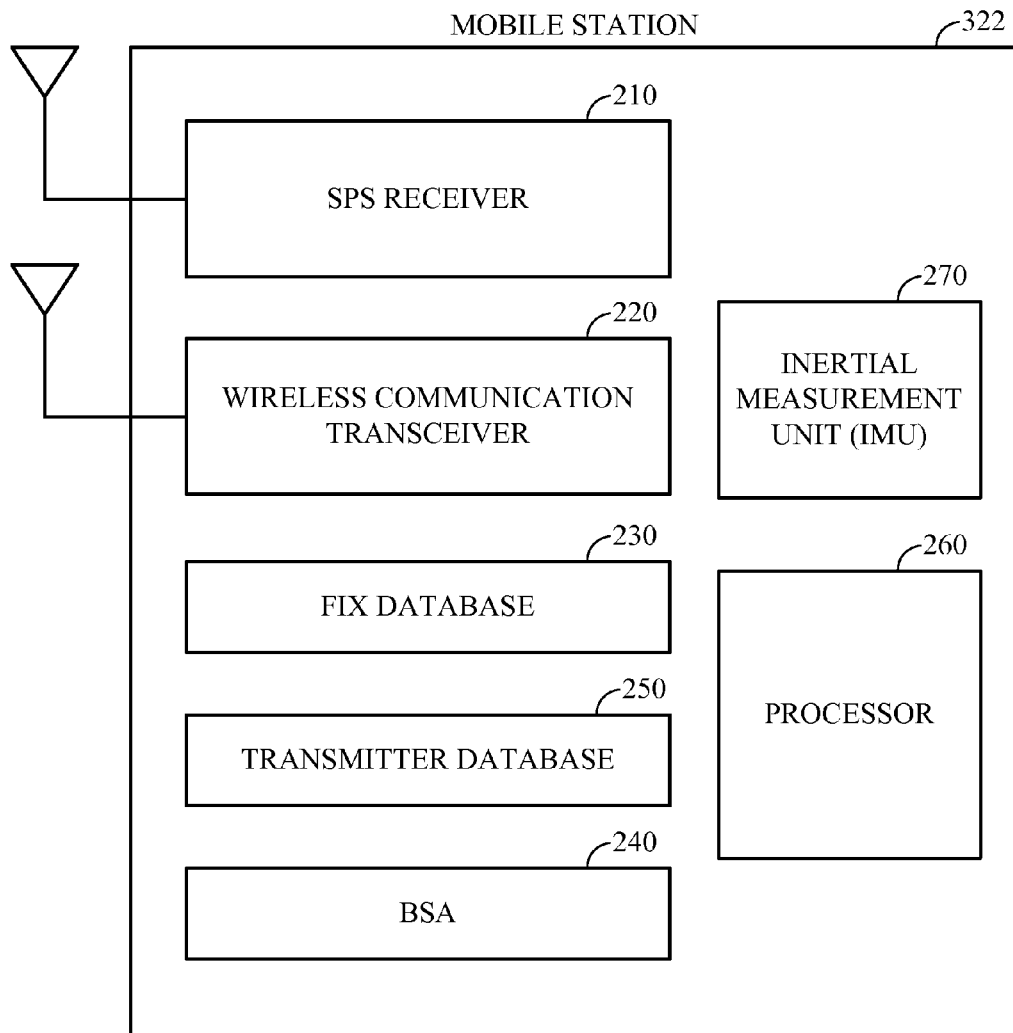 MOBILE STATION
322
210
SPS RECEIVER
220
WIRELESS COMMUNICATION
TRANSCEIVER
270
INERTIAL
MEASUREMENT
UNIT (IMU)
230
FIX DATABASE
260
PROCESSOR
250
TRANSMITTER DATABASE
240
BSA